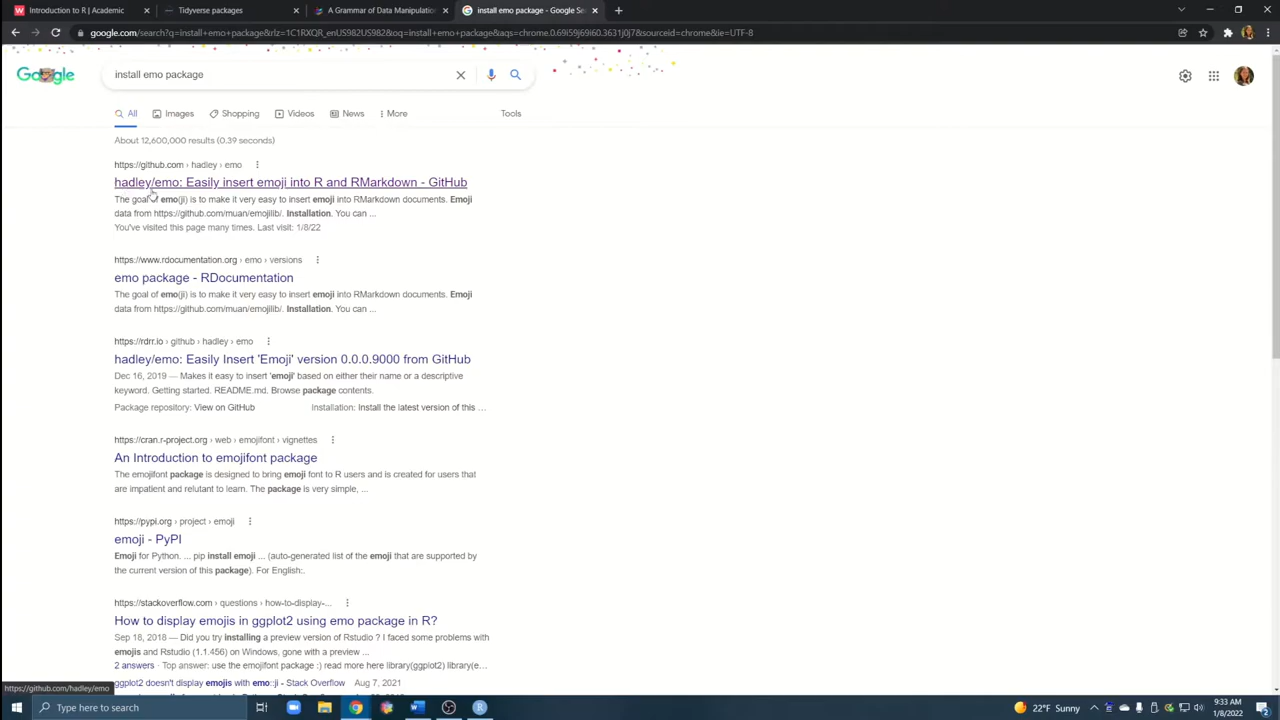 Introduction to R | Academic
Tidyverse packages
A Grammar of Data Manipulation
install emo package - Google Se
google.com/search?q=install+emo+package&rlz=1C1RXQR_enUS982US982&oq=install+emo+package&aqs=chrome.0.69i59j69i60.3631j0j7&sourceid=chrome&ie=UTF-8
install emo package
All
Images
Shopping
Videos
News
More
Tools
About 12,600,000 results (0.39 seconds)
https://github.com › hadley › emo
hadley/emo: Easily insert emoji into R and RMarkdown - GitHub
The goal of emo(ji) is to make it very easy to insert emoji into RMarkdown documents. Emoji
data from https://github.com/muan/emojilib/. Installation. You can ...
You've visited this page many times. Last visit: 1/8/22
https://www.rdocumentation.org › emo › versions
emo package - RDocumentation
The goal of emo(ji) is to make it very easy to insert emoji into RMarkdown documents. Emoji
data from https://github.com/muan/emojilib/. Installation. You can ...
https://rdrr.io › github › hadley › emo
hadley/emo: Easily Insert 'Emoji' version 0.0.0.9000 from GitHub
Dec 16, 2019 — Makes it easy to insert 'emoji' based on either their name or a descriptive
keyword. Getting started. README.md. Browse package contents.
Package repository: View on GitHub
Installation: Install the latest version of this ...
https://cran.r-project.org › web › emojifont › vignettes
An Introduction to emojifont package
The emojifont package is designed to bring emoji font to R users and is created for users that
are impatient and relutant to learn. The package is very simple, ...
https://pypi.org › project › emoji
emoji - PyPI
Emoji for Python. ... pip install emoji ... (auto-generated list of the emoji that are supported by
the current version of this package). For English:.
https://stackoverflow.com › questions › how-to-display-...
How to display emojis in ggplot2 using emo package in R?
Sep 18, 2018 — Did you try installing a preview version of Rstudio ? I faced some problems with
emojis and Rstudio (1.1.456) on Windows, gone with a preview ...
2 answers · Top answer: use the emojifont package :) read more here library(ggplot2) library(e...
ggplot2 doesn't display emojis with emo::ji - Stack Overflow
Aug 7, 2021
https://github.com/hadley/emo
Type here to search
72°F Sunny
9:33 AM
1/8/2022
2